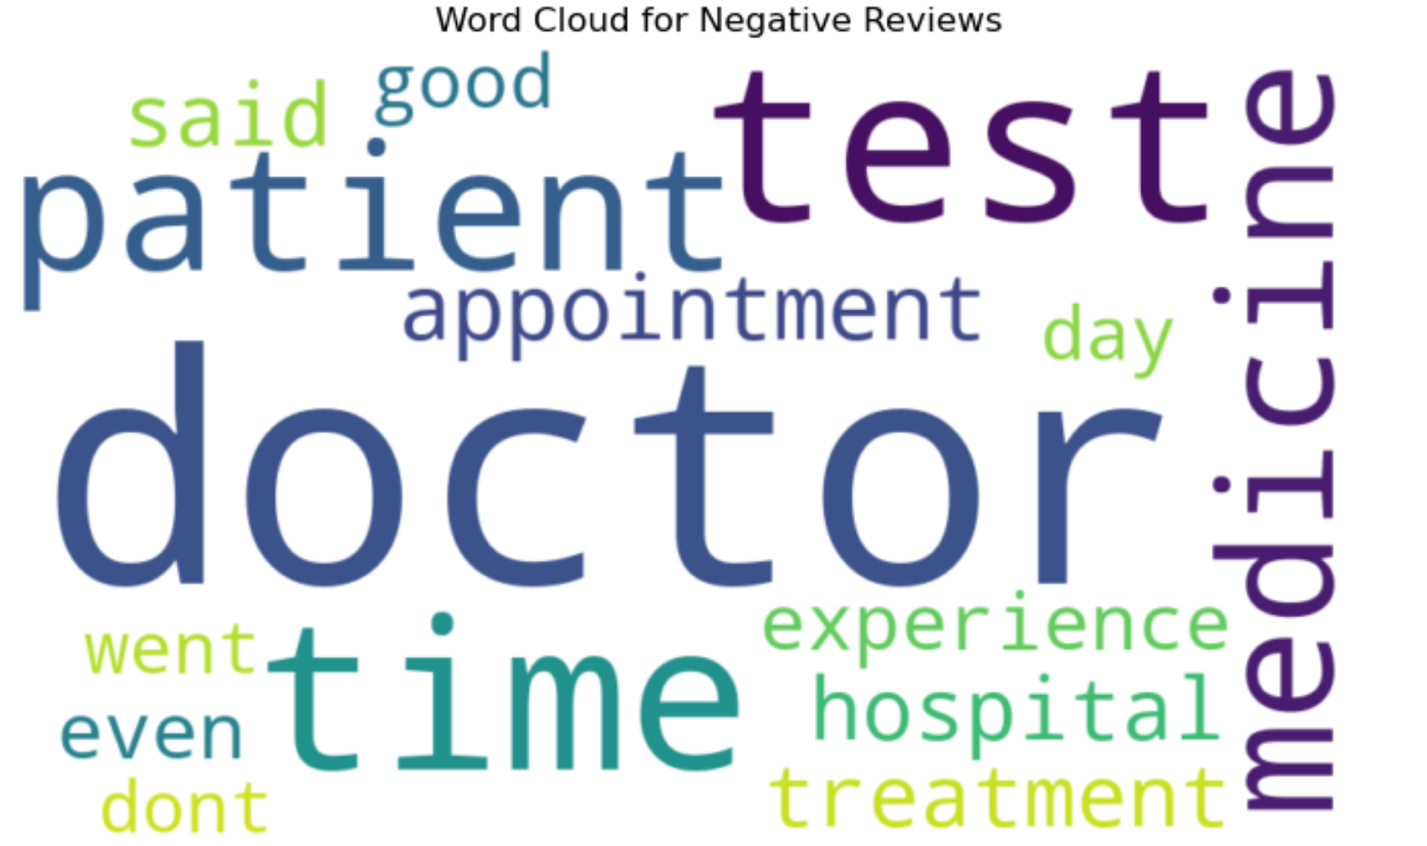 Word Cloud for Negative Reviews
good
said
test
medicine
patient
appointment
day
doctor
experience
went
time
hospital
even
treatment
dont